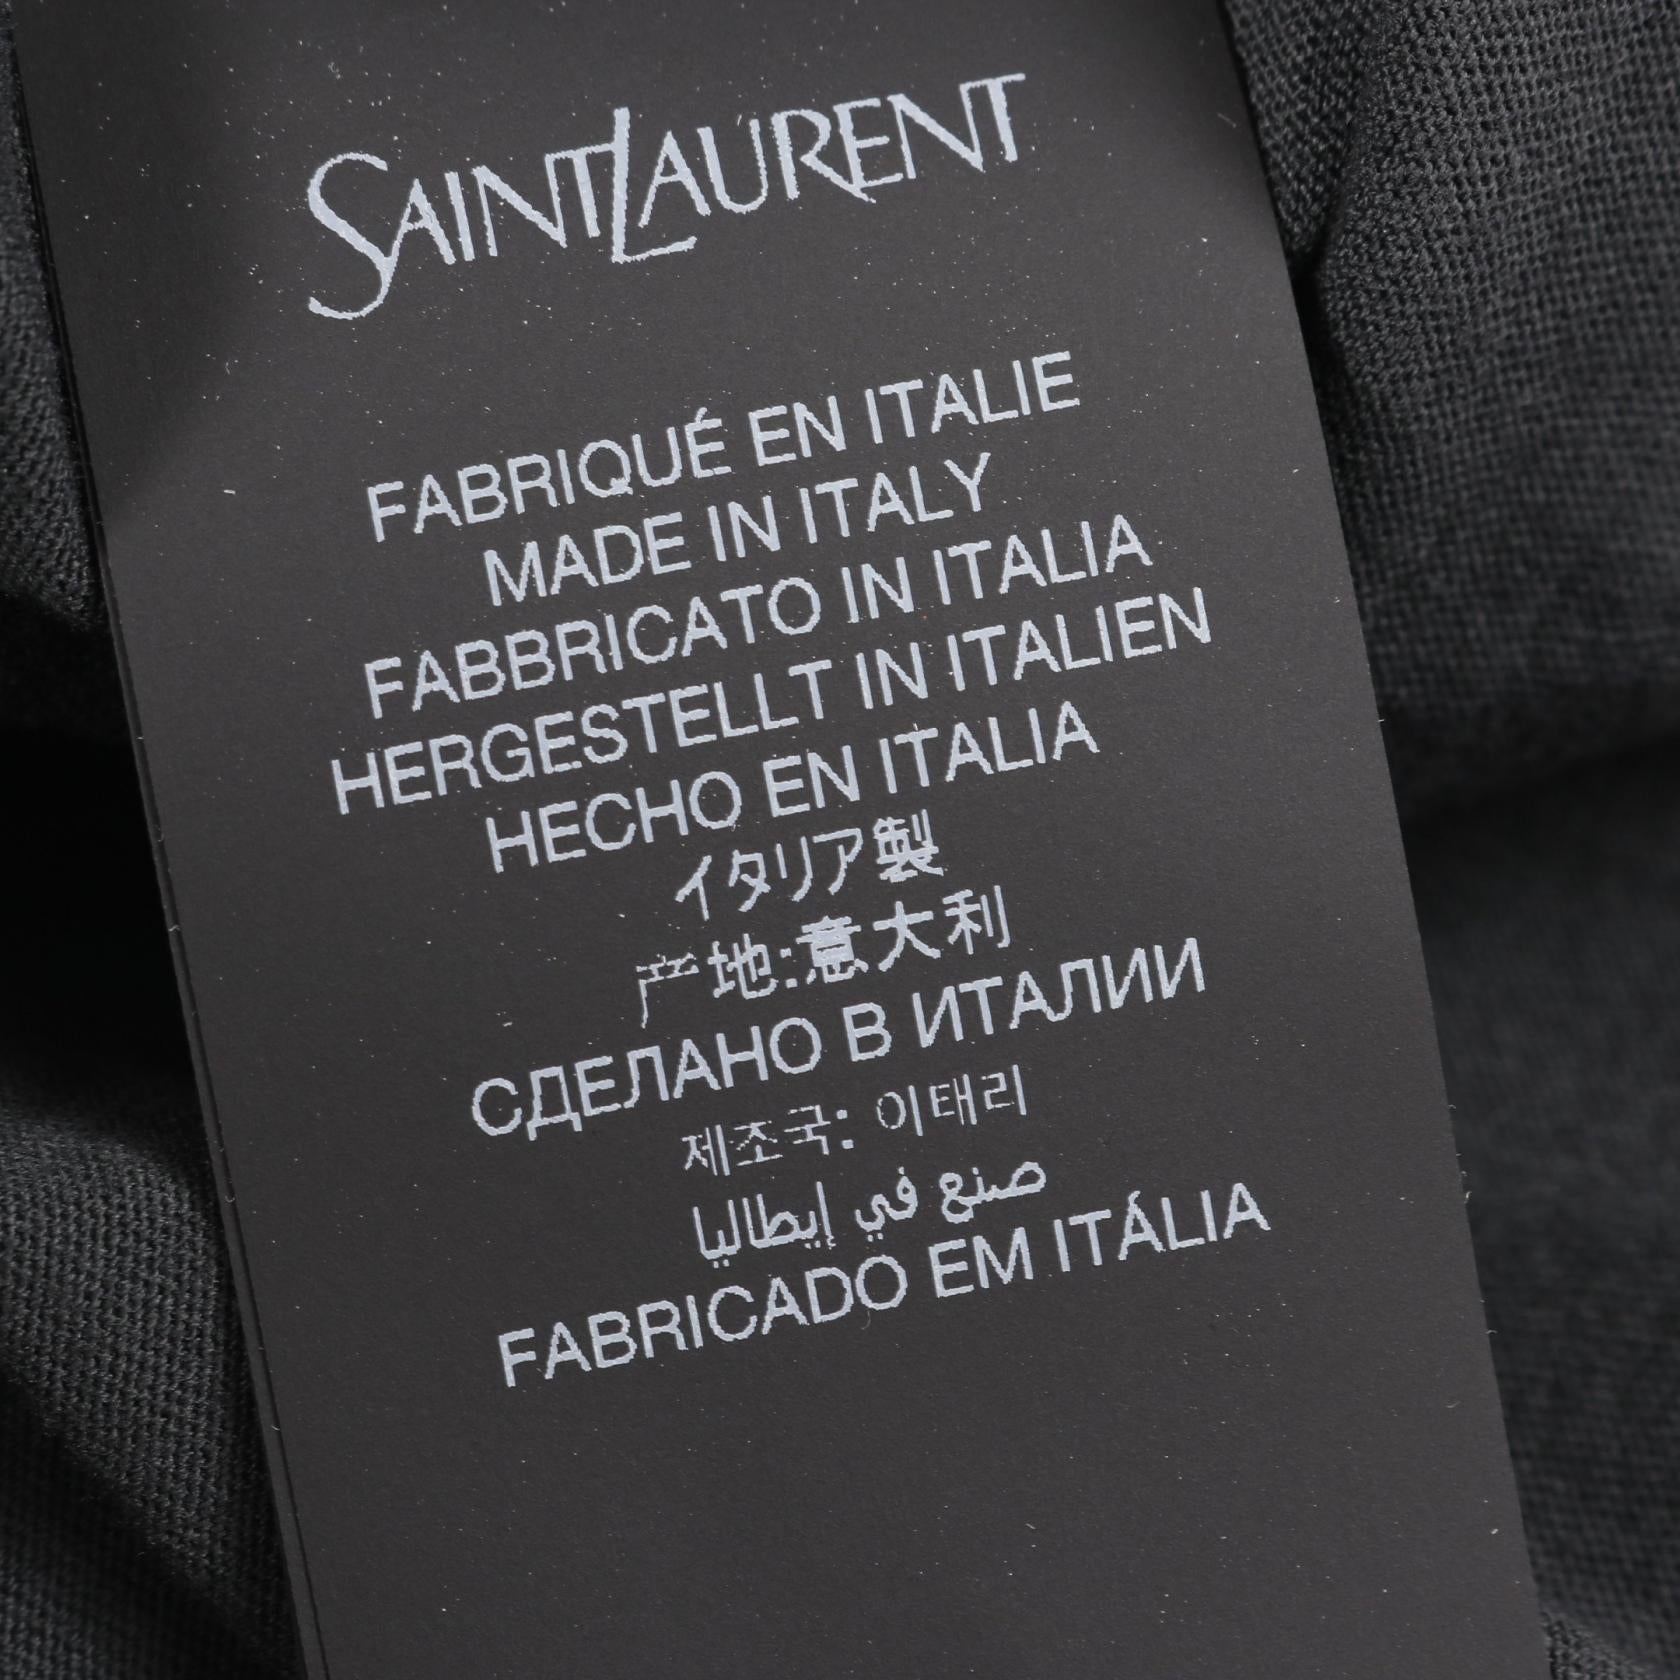 SAINT LAURENT
FABRIQUÉ EN ITALIE
MADE IN ITALY
FABBRICATO IN ITALIA
HERGESTELLT IN ITALIEN
HECHO EN ITALIA
イタリア製
产地:意大利
СДЕЛАНО В ИТАЛИИ
제조국: 이태리
صنع في إيطاليا
FABRICADO EM ITÁLIA